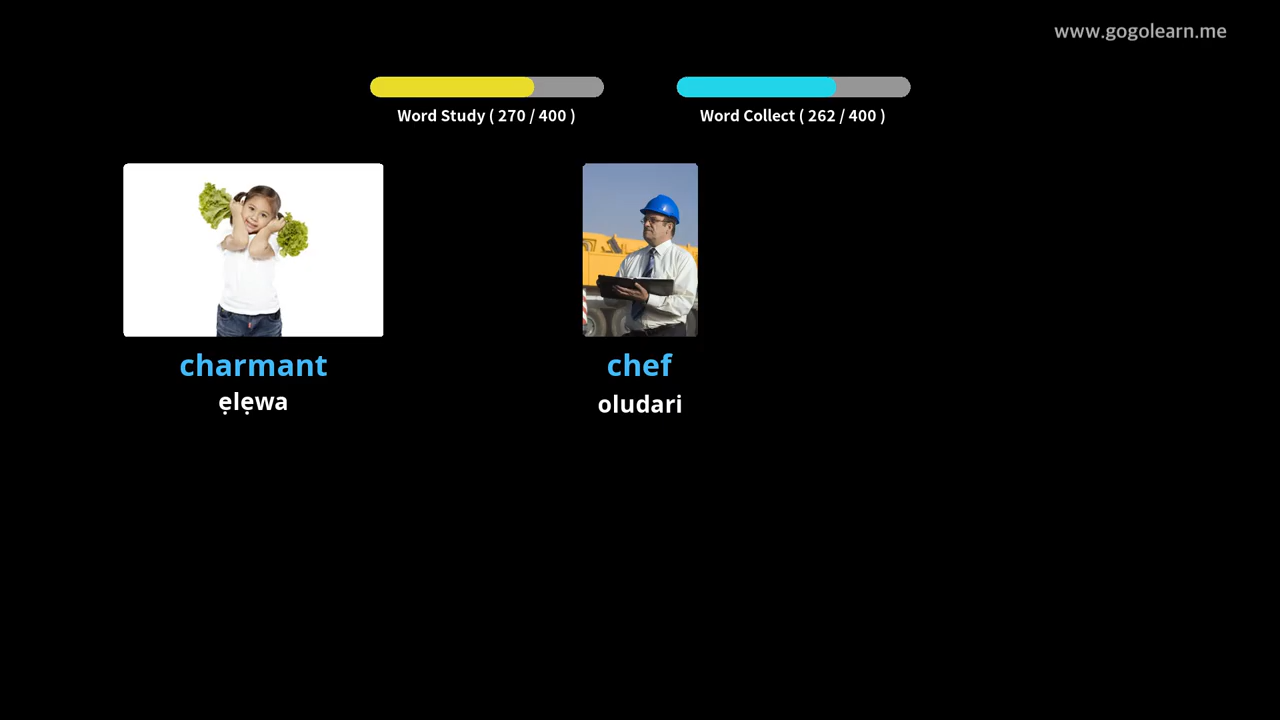 www.gogolearn.me
Word Study ( 270 / 400 )
Word Collect ( 262 / 400 )
charmant
ẹlẹwa
chef
oludari